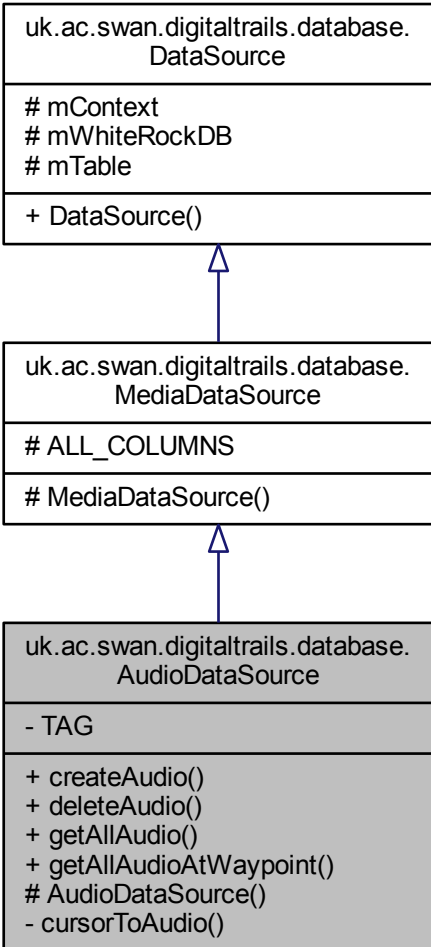 uk.ac.swan.digitaltrails.database.
DataSource
# mContext
# mWhiteRockDB
# mTable
+ DataSource()
uk.ac.swan.digitaltrails.database.
MediaDataSource
# ALL_COLUMNS
# MediaDataSource()
uk.ac.swan.digitaltrails.database.
AudioDataSource
- TAG
+ createAudio()
+ deleteAudio()
+ getAllAudio()
+ getAllAudioAtWaypoint()
# AudioDataSource()
- cursorToAudio()